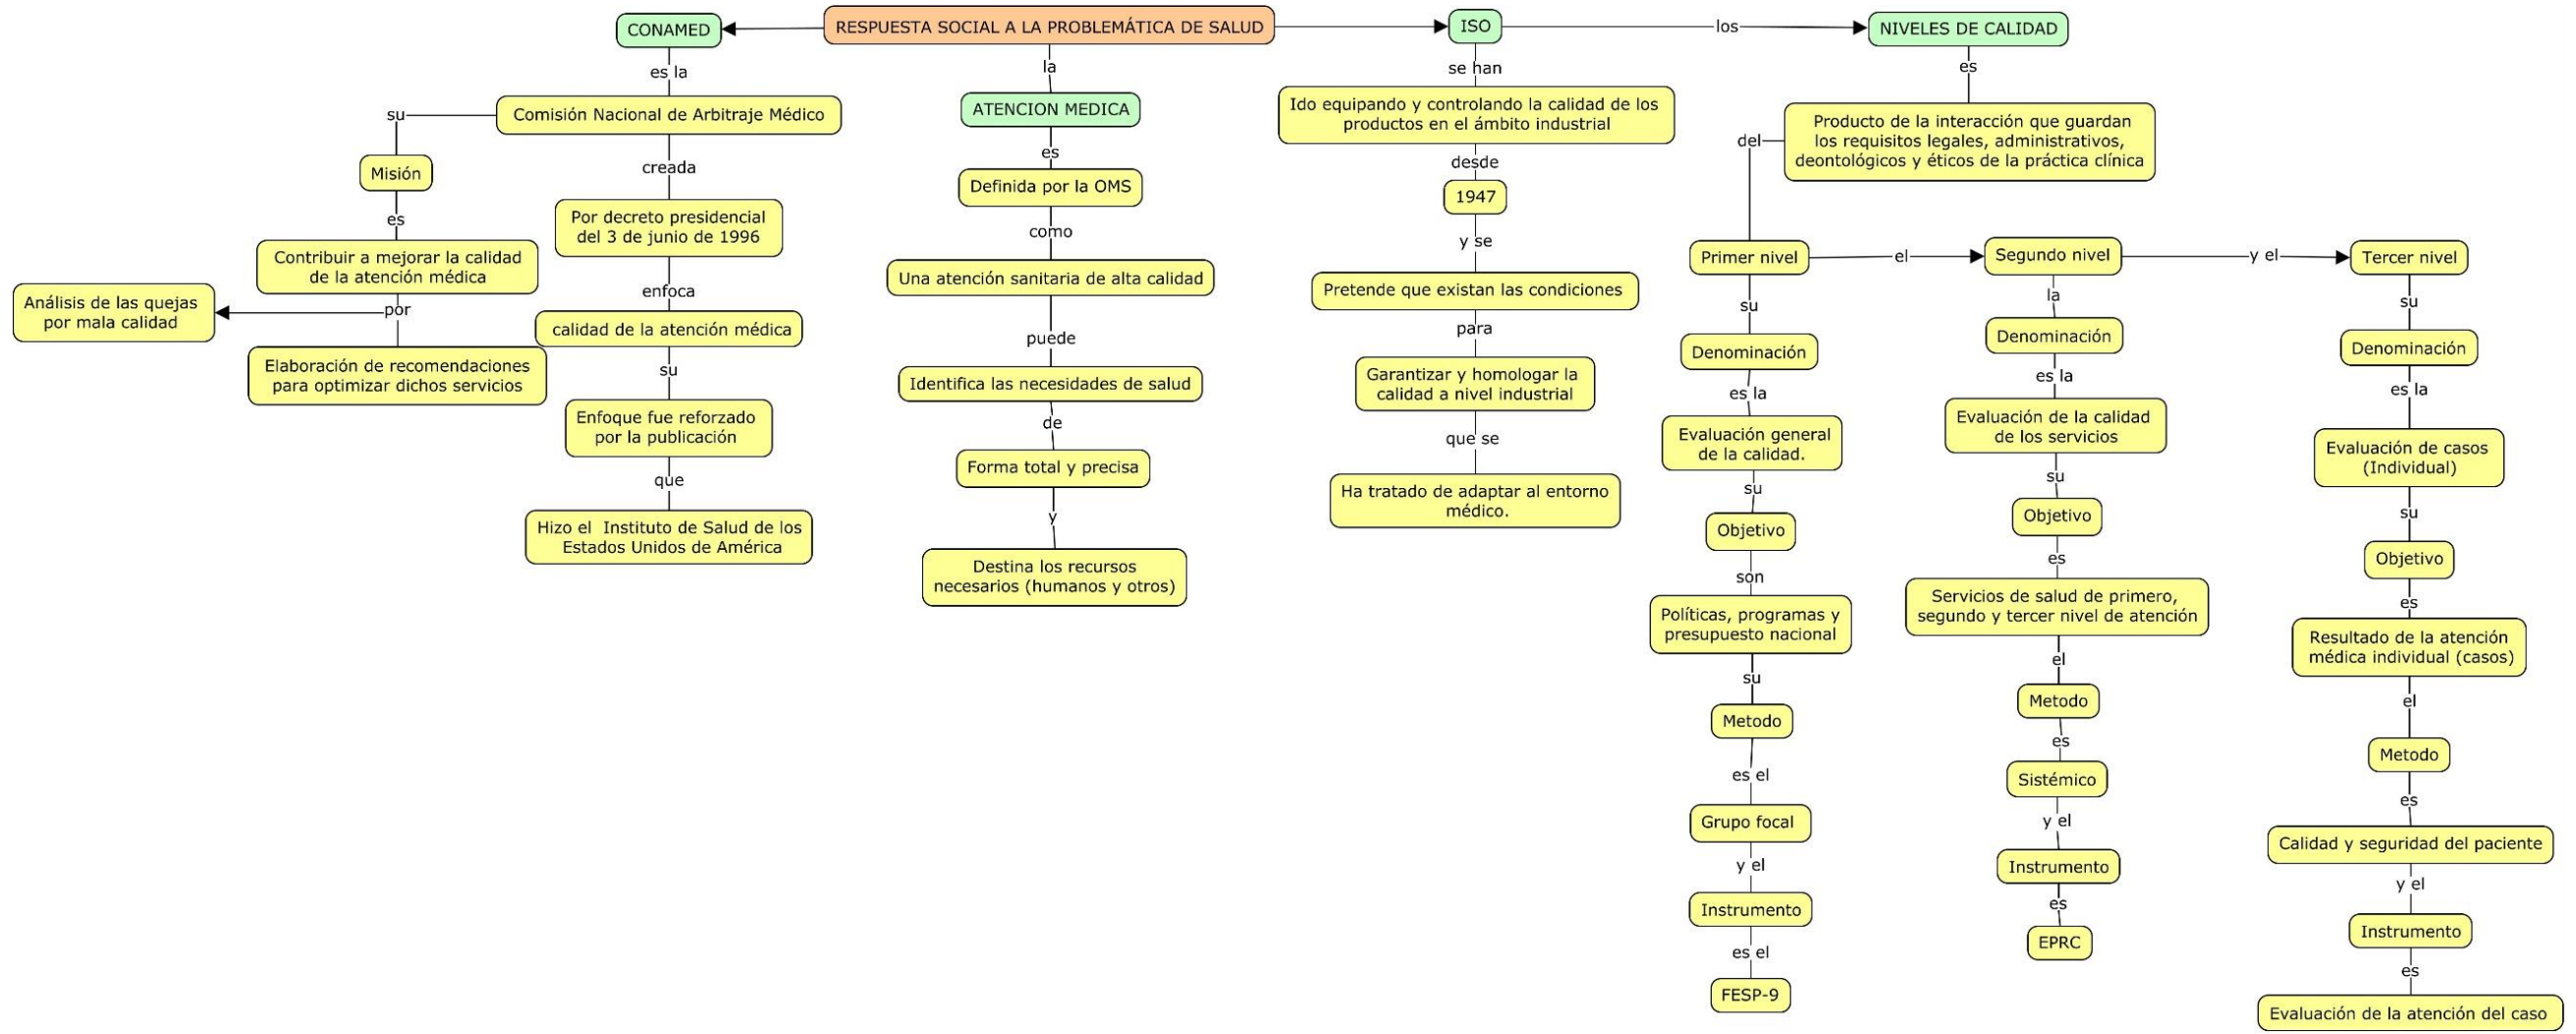 RESPUESTA SOCIAL A LA PROBLEMÁTICA DE SALUD
CONAMED
es la
Comisión Nacional de Arbitraje Médico
su
Misión
es
Contribuir a mejorar la calidad
de la atención médica
por
Análisis de las quejas
por mala calidad
Elaboración de recomendaciones
para optimizar dichos servicios
creada
Por decreto presidencial
del 3 de junio de 1996
enfoca
calidad de la atención médica
su
Enfoque fue reforzado
por la publicación
que
Hizo el Instituto de Salud de los
Estados Unidos de América
la
ATENCION MEDICA
es
Definida por la OMS
como
Una atención sanitaria de alta calidad
puede
Identifica las necesidades de salud
de
Forma total y precisa
y
Destina los recursos
necesarios (humanos y otros)
ISO
se han
Ido equipando y controlando la calidad de los
productos en el ámbito industrial
desde
1947
y se
Pretende que existan las condiciones
para
Garantizar y homologar la
calidad a nivel industrial
que se
Ha tratado de adaptar al entorno
médico.
los
NIVELES DE CALIDAD
es
Producto de la interacción que guardan
los requisitos legales, administrativos,
deontológicos y éticos de la práctica clínica
del
Primer nivel
su
Denominación
es la
Evaluación general
de la calidad.
su
Objetivo
son
Políticas, programas y
presupuesto nacional
su
Metodo
es el
Grupo focal
y el
Instrumento
es el
FESP-9
el
Segundo nivel
la
Denominación
es la
Evaluación de la calidad
de los servicios
su
Objetivo
es
Servicios de salud de primero,
segundo y tercer nivel de atención
el
Metodo
es
Sistémico
y el
Instrumento
es
EPRC
y el
Tercer nivel
su
Denominación
es la
Evaluación de casos
(Individual)
su
Objetivo
es
Resultado de la atención
médica individual (casos)
el
Metodo
es
Calidad y seguridad del paciente
y el
Instrumento
es
Evaluación de la atención del caso